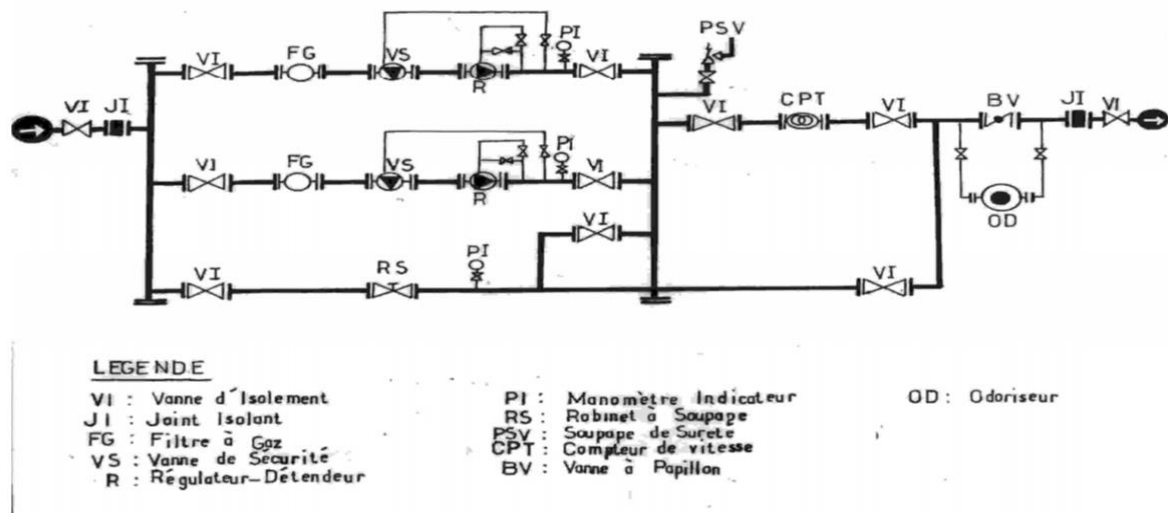 PSV
PI
VI FG VS VI
R
VI JI
VI CPT VI BV JI VI
PI
VI FG VS VI
R
OD
VI
PI
VI RS
VI
LEGENDE
VI : Vanne d'Isolement
JI : Joint Isolant
FG : Filtre à Gaz
VS : Vanne de Sécurité
R : Régulateur-Détendeur
PI : Manomètre Indicateur
RS : Robinet à Soupape
PSV : Soupape de Surete
CPT : Compteur de vitesse
BV : Vanne à Papillon
OD : Odoriseur